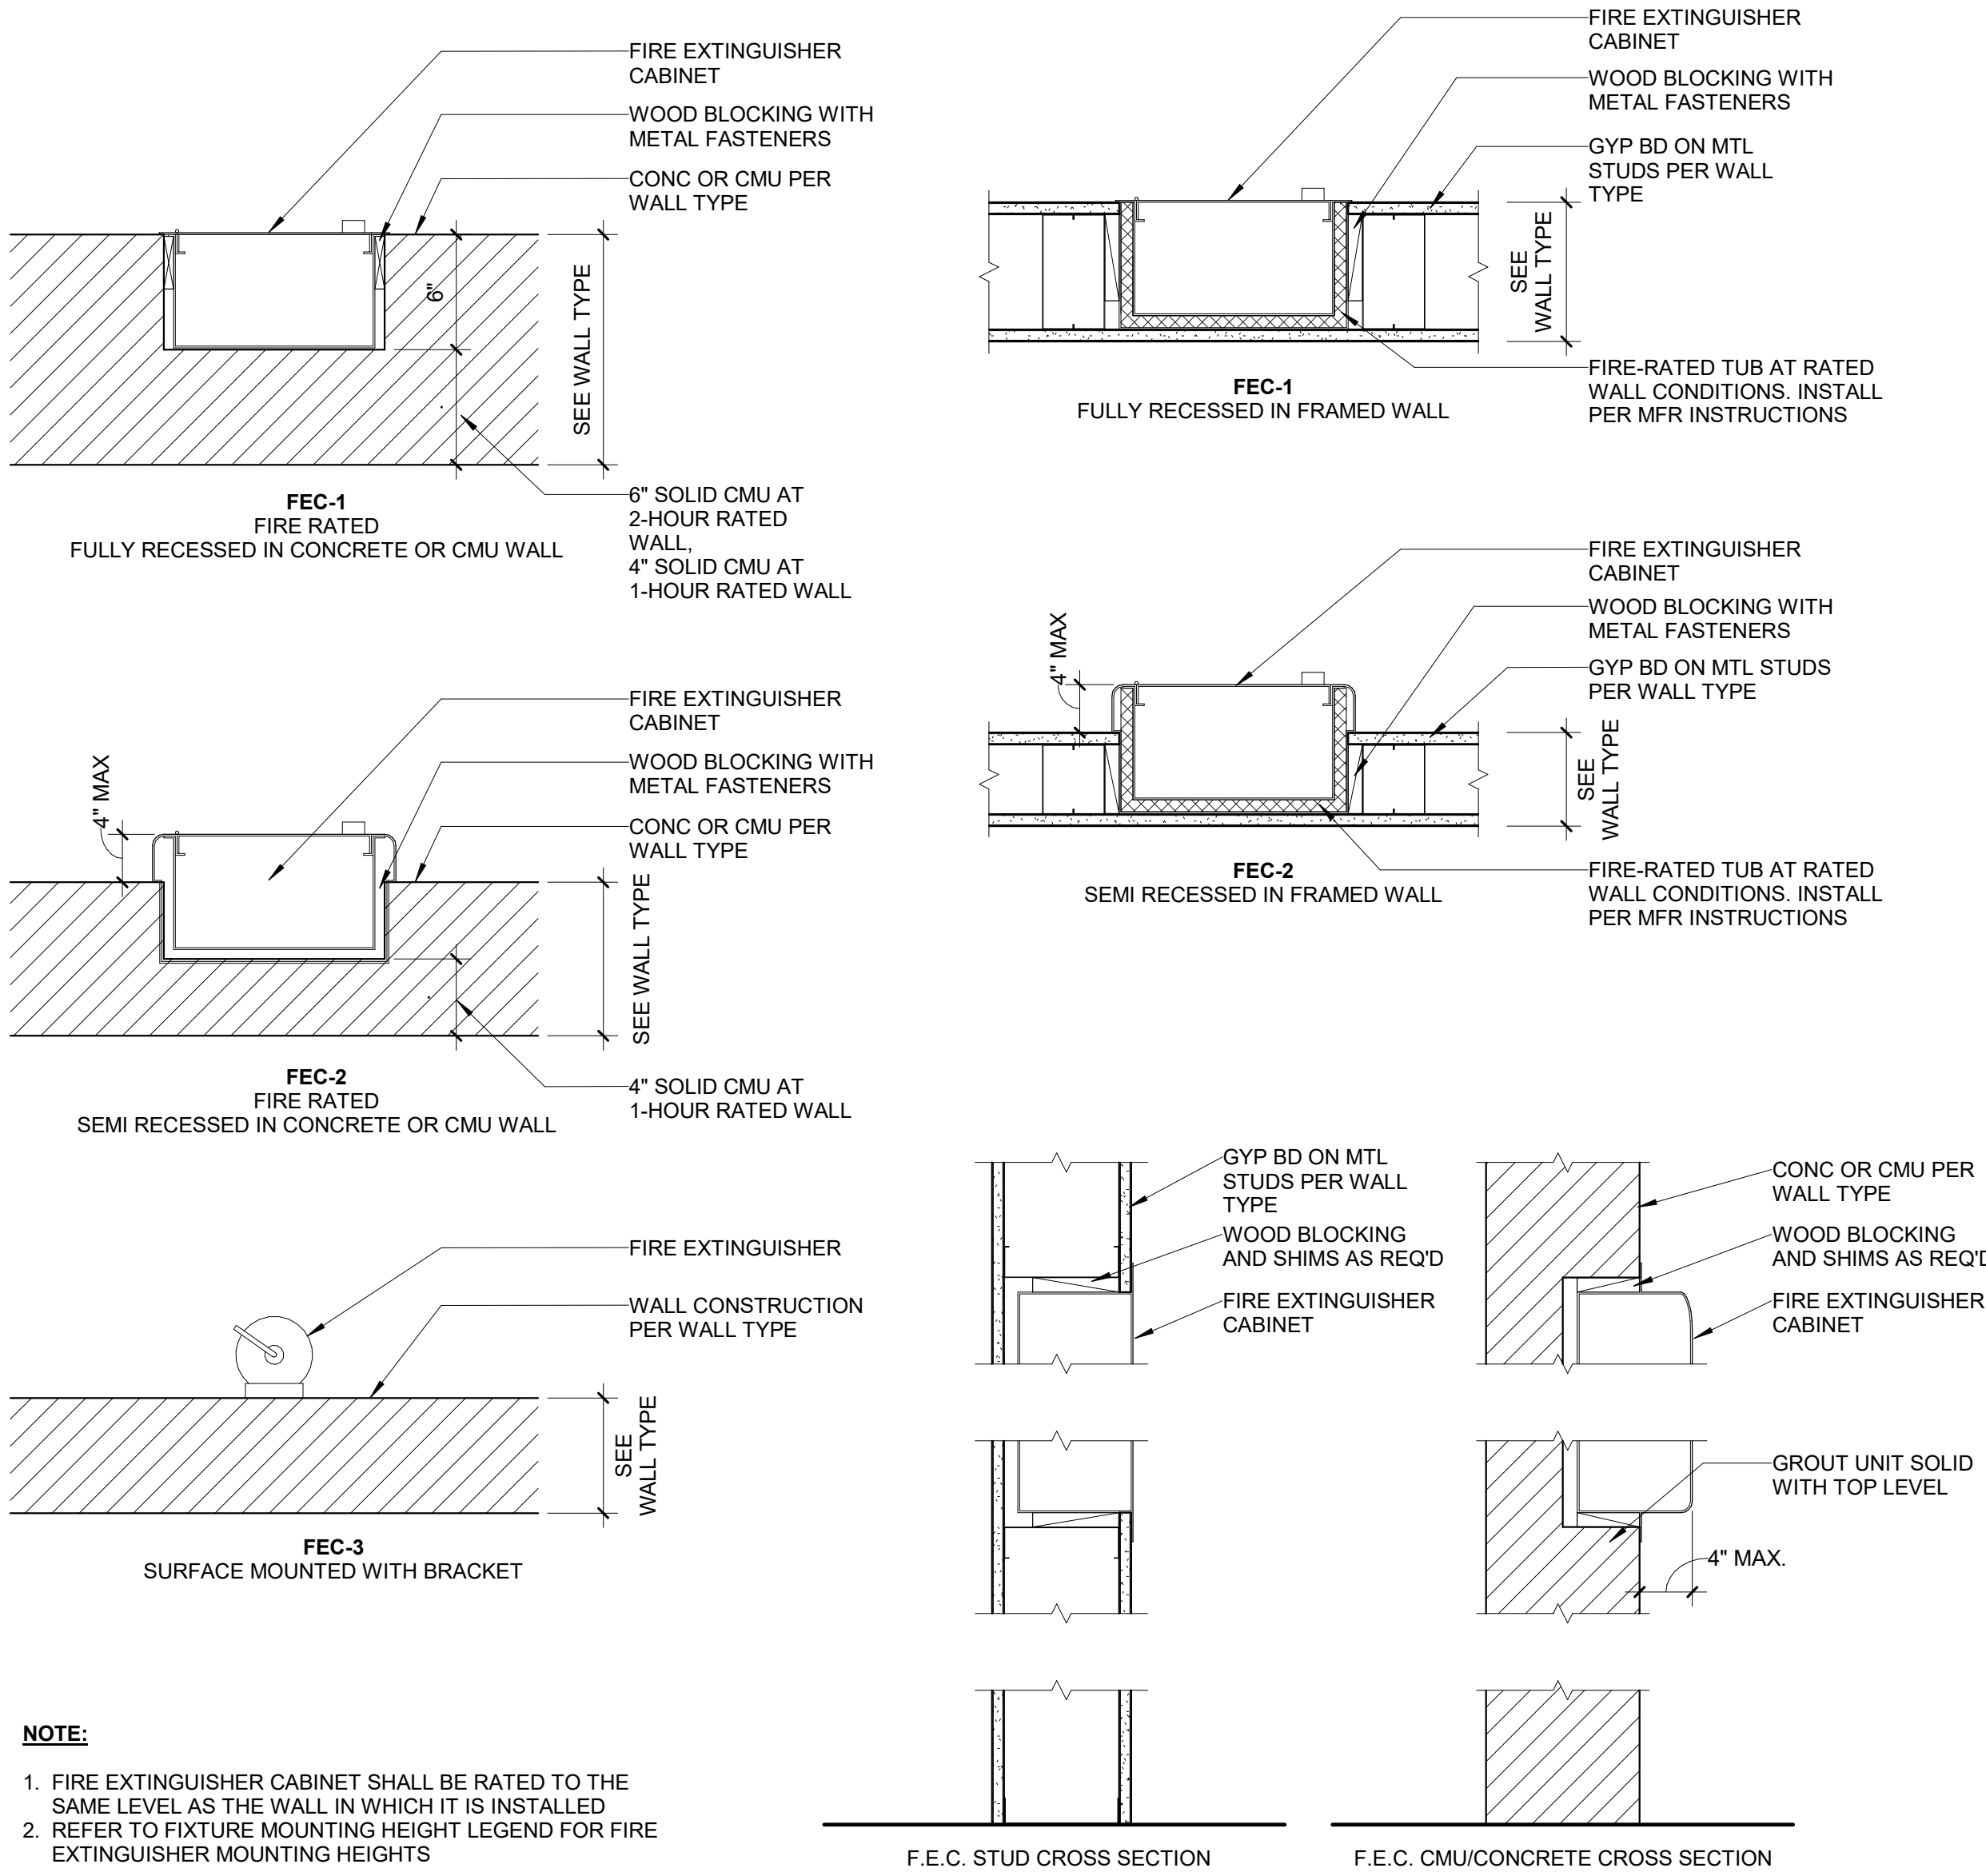 FIRE EXTINGUISHER
CABINET
WOOD BLOCKING WITH
METAL FASTENERS
CONC OR CMU PER
WALL TYPE
6"
SEE WALL TYPE
6" SOLID CMU AT
2-HOUR RATED
WALL,
4" SOLID CMU AT
1-HOUR RATED WALL
FEC-1
FIRE RATED
FULLY RECESSED IN CONCRETE OR CMU WALL
FIRE EXTINGUISHER
CABINET
WOOD BLOCKING WITH
METAL FASTENERS
GYP BD ON MTL
STUDS PER WALL
TYPE
SEE
WALL TYPE
FIRE-RATED TUB AT RATED
WALL CONDITIONS. INSTALL
PER MFR INSTRUCTIONS
FEC-1
FULLY RECESSED IN FRAMED WALL
FIRE EXTINGUISHER
CABINET
WOOD BLOCKING WITH
METAL FASTENERS
CONC OR CMU PER
WALL TYPE
4" MAX
SEE WALL TYPE
4" SOLID CMU AT
1-HOUR RATED WALL
FEC-2
FIRE RATED
SEMI RECESSED IN CONCRETE OR CMU WALL
FIRE EXTINGUISHER
CABINET
WOOD BLOCKING WITH
METAL FASTENERS
GYP BD ON MTL STUDS
PER WALL TYPE
4" MAX
SEE
WALL TYPE
FIRE-RATED TUB AT RATED
WALL CONDITIONS. INSTALL
PER MFR INSTRUCTIONS
FEC-2
SEMI RECESSED IN FRAMED WALL
FIRE EXTINGUISHER
WALL CONSTRUCTION
PER WALL TYPE
SEE
WALL TYPE
FEC-3
SURFACE MOUNTED WITH BRACKET
GYP BD ON MTL
STUDS PER WALL
TYPE
WOOD BLOCKING
AND SHIMS AS REQ'D
FIRE EXTINGUISHER
CABINET
F.E.C. STUD CROSS SECTION
CONC OR CMU PER
WALL TYPE
WOOD BLOCKING
AND SHIMS AS REQ'D
FIRE EXTINGUISHER
CABINET
GROUT UNIT SOLID
WITH TOP LEVEL
4" MAX.
F.E.C. CMU/CONCRETE CROSS SECTION
NOTE:
1. FIRE EXTINGUISHER CABINET SHALL BE RATED TO THE
SAME LEVEL AS THE WALL IN WHICH IT IS INSTALLED
2. REFER TO FIXTURE MOUNTING HEIGHT LEGEND FOR FIRE
EXTINGUISHER MOUNTING HEIGHTS